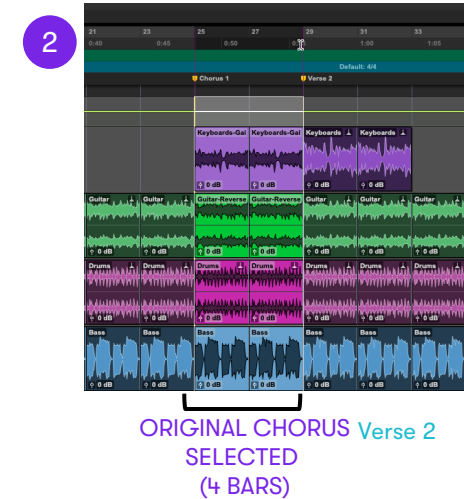 2
21 23 25 27 29 31 33
0:40 0:45 0:50 1:00 1:05
Default: 4/4
Chorus 1 Verse 2
Keyboards-Gal Keyboards-Gal Keyboards Keyboards
0 dB 0 dB 0 dB 0 dB
Guitar Guitar Guitar-Reverse Guitar-Reverse Guitar Guitar Guitar
0 dB 0 dB 0 dB 0 dB 0 dB 0 dB 0 dB
Drums Drums Drums Drums Drums Drums Drums
0 dB 0 dB 0 dB 0 dB 0 dB 0 dB 0 dB
Bass Bass Bass Bass Bass Bass Bass
0 dB 0 dB 0 dB 0 dB 0 dB 0 dB 0 dB
ORIGINAL CHORUS Verse 2
SELECTED
(4 BARS)